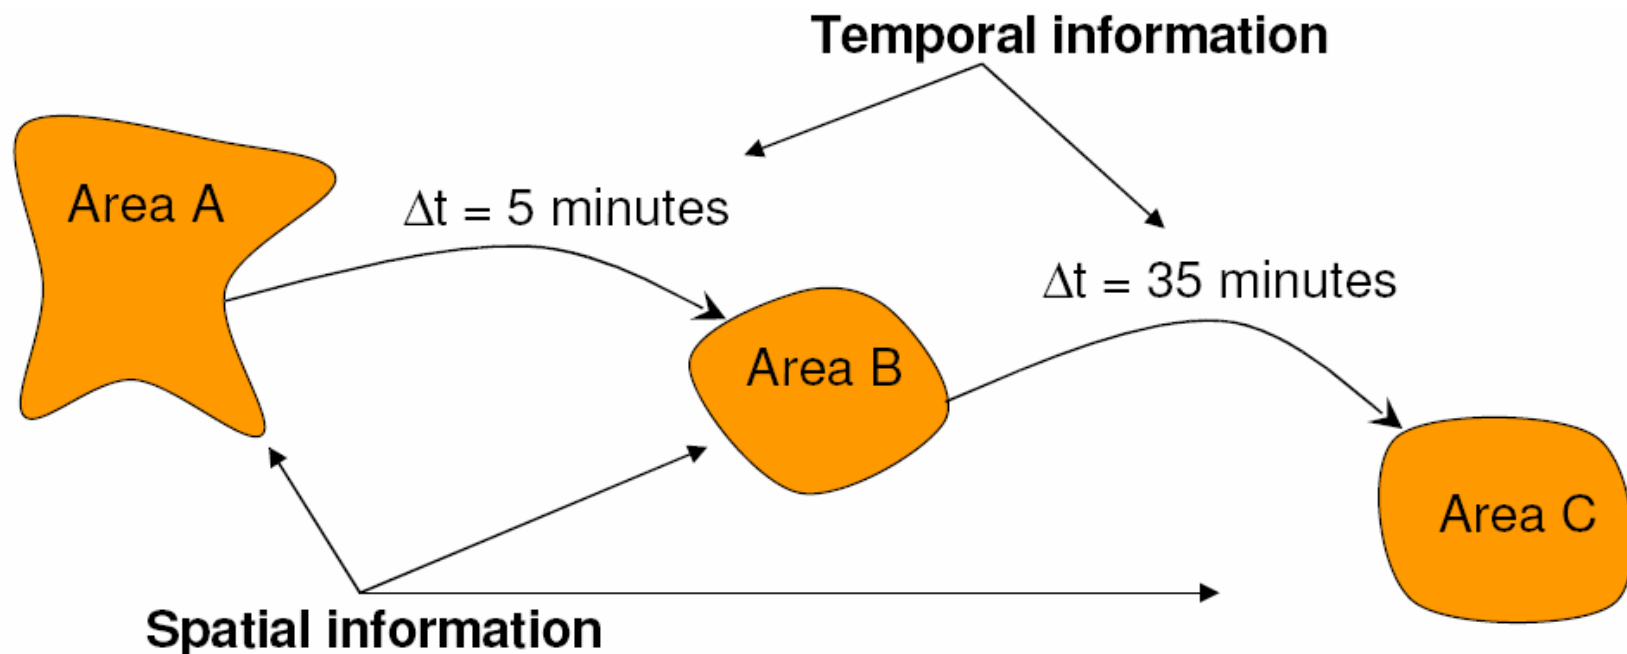 Temporal information
Area A
Δt = 5 minutes
Δt = 35 minutes
Area B
Area C
Spatial information